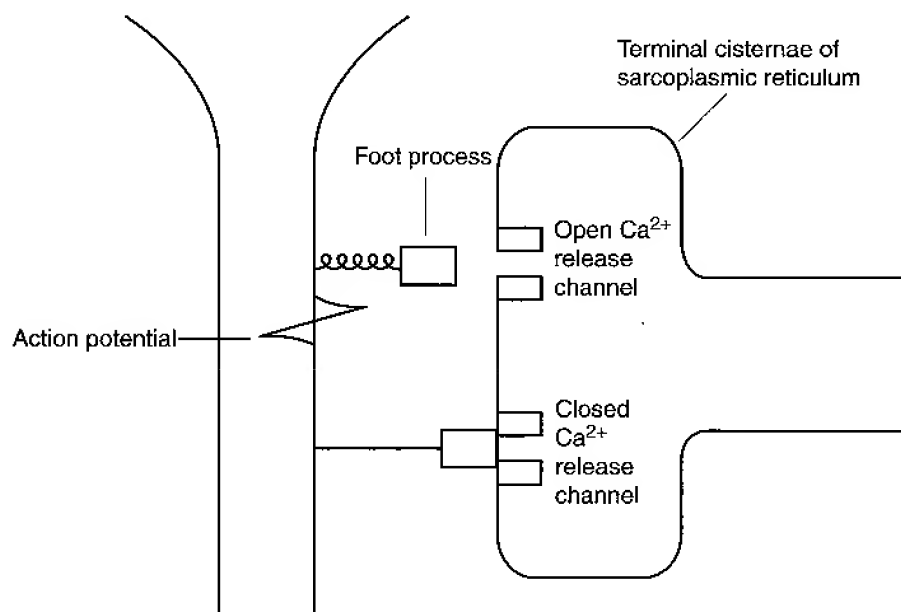 Terminal cisternae of
sarcoplasmic reticulum
Foot process
Open Ca²⁺
release
channel
Action potential
Closed
Ca²⁺
release
channel